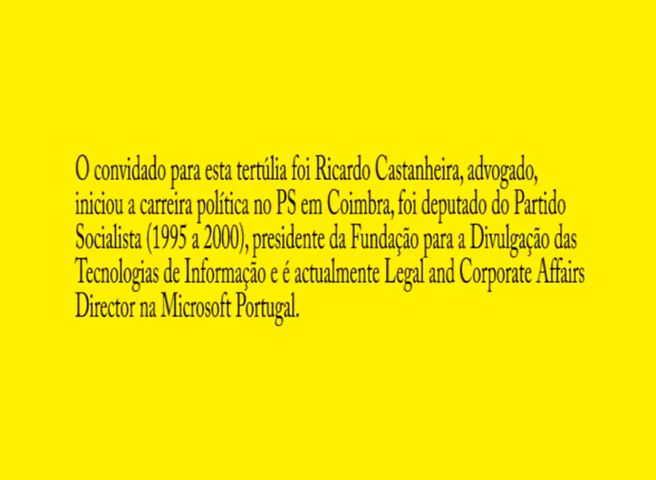 O convidado para esta tertúlia foi Ricardo Castanheira, advogado,
iniciou a carreira política no PS em Coimbra, foi deputado do Partido
Socialista (1995 a 2000), presidente da Fundação para a Divulgação das
Tecnologias de Informação e é actualmente Legal and Corporate Affairs
Director na Microsoft Portugal.